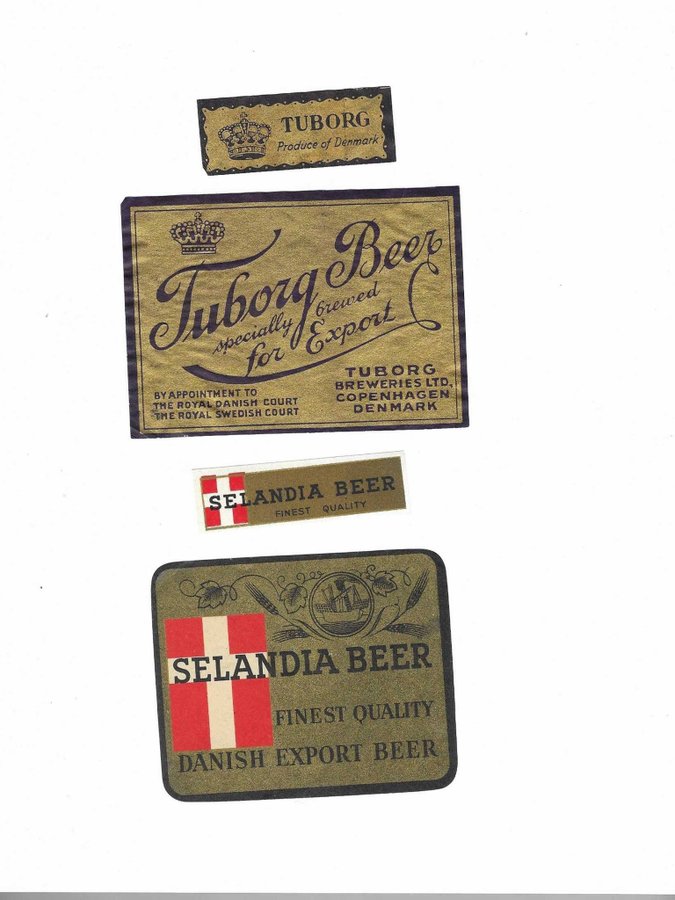 TUBORG
Produce of Denmark
Tuborg Beer
specially brewed
for Export
BY APPOINTMENT TO
THE ROYAL DANISH COURT
THE ROYAL SWEDISH COURT
TUBORG
BREWERIES LTD,
COPENHAGEN
DENMARK
SELANDIA BEER
FINEST QUALITY
SELANDIA BEER
FINEST QUALITY
DANISH EXPORT BEER